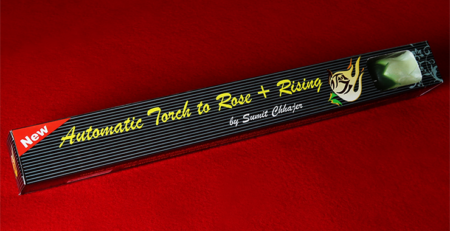 New
Automatic Torch to Rose + Rising
by Sumit Chhajer